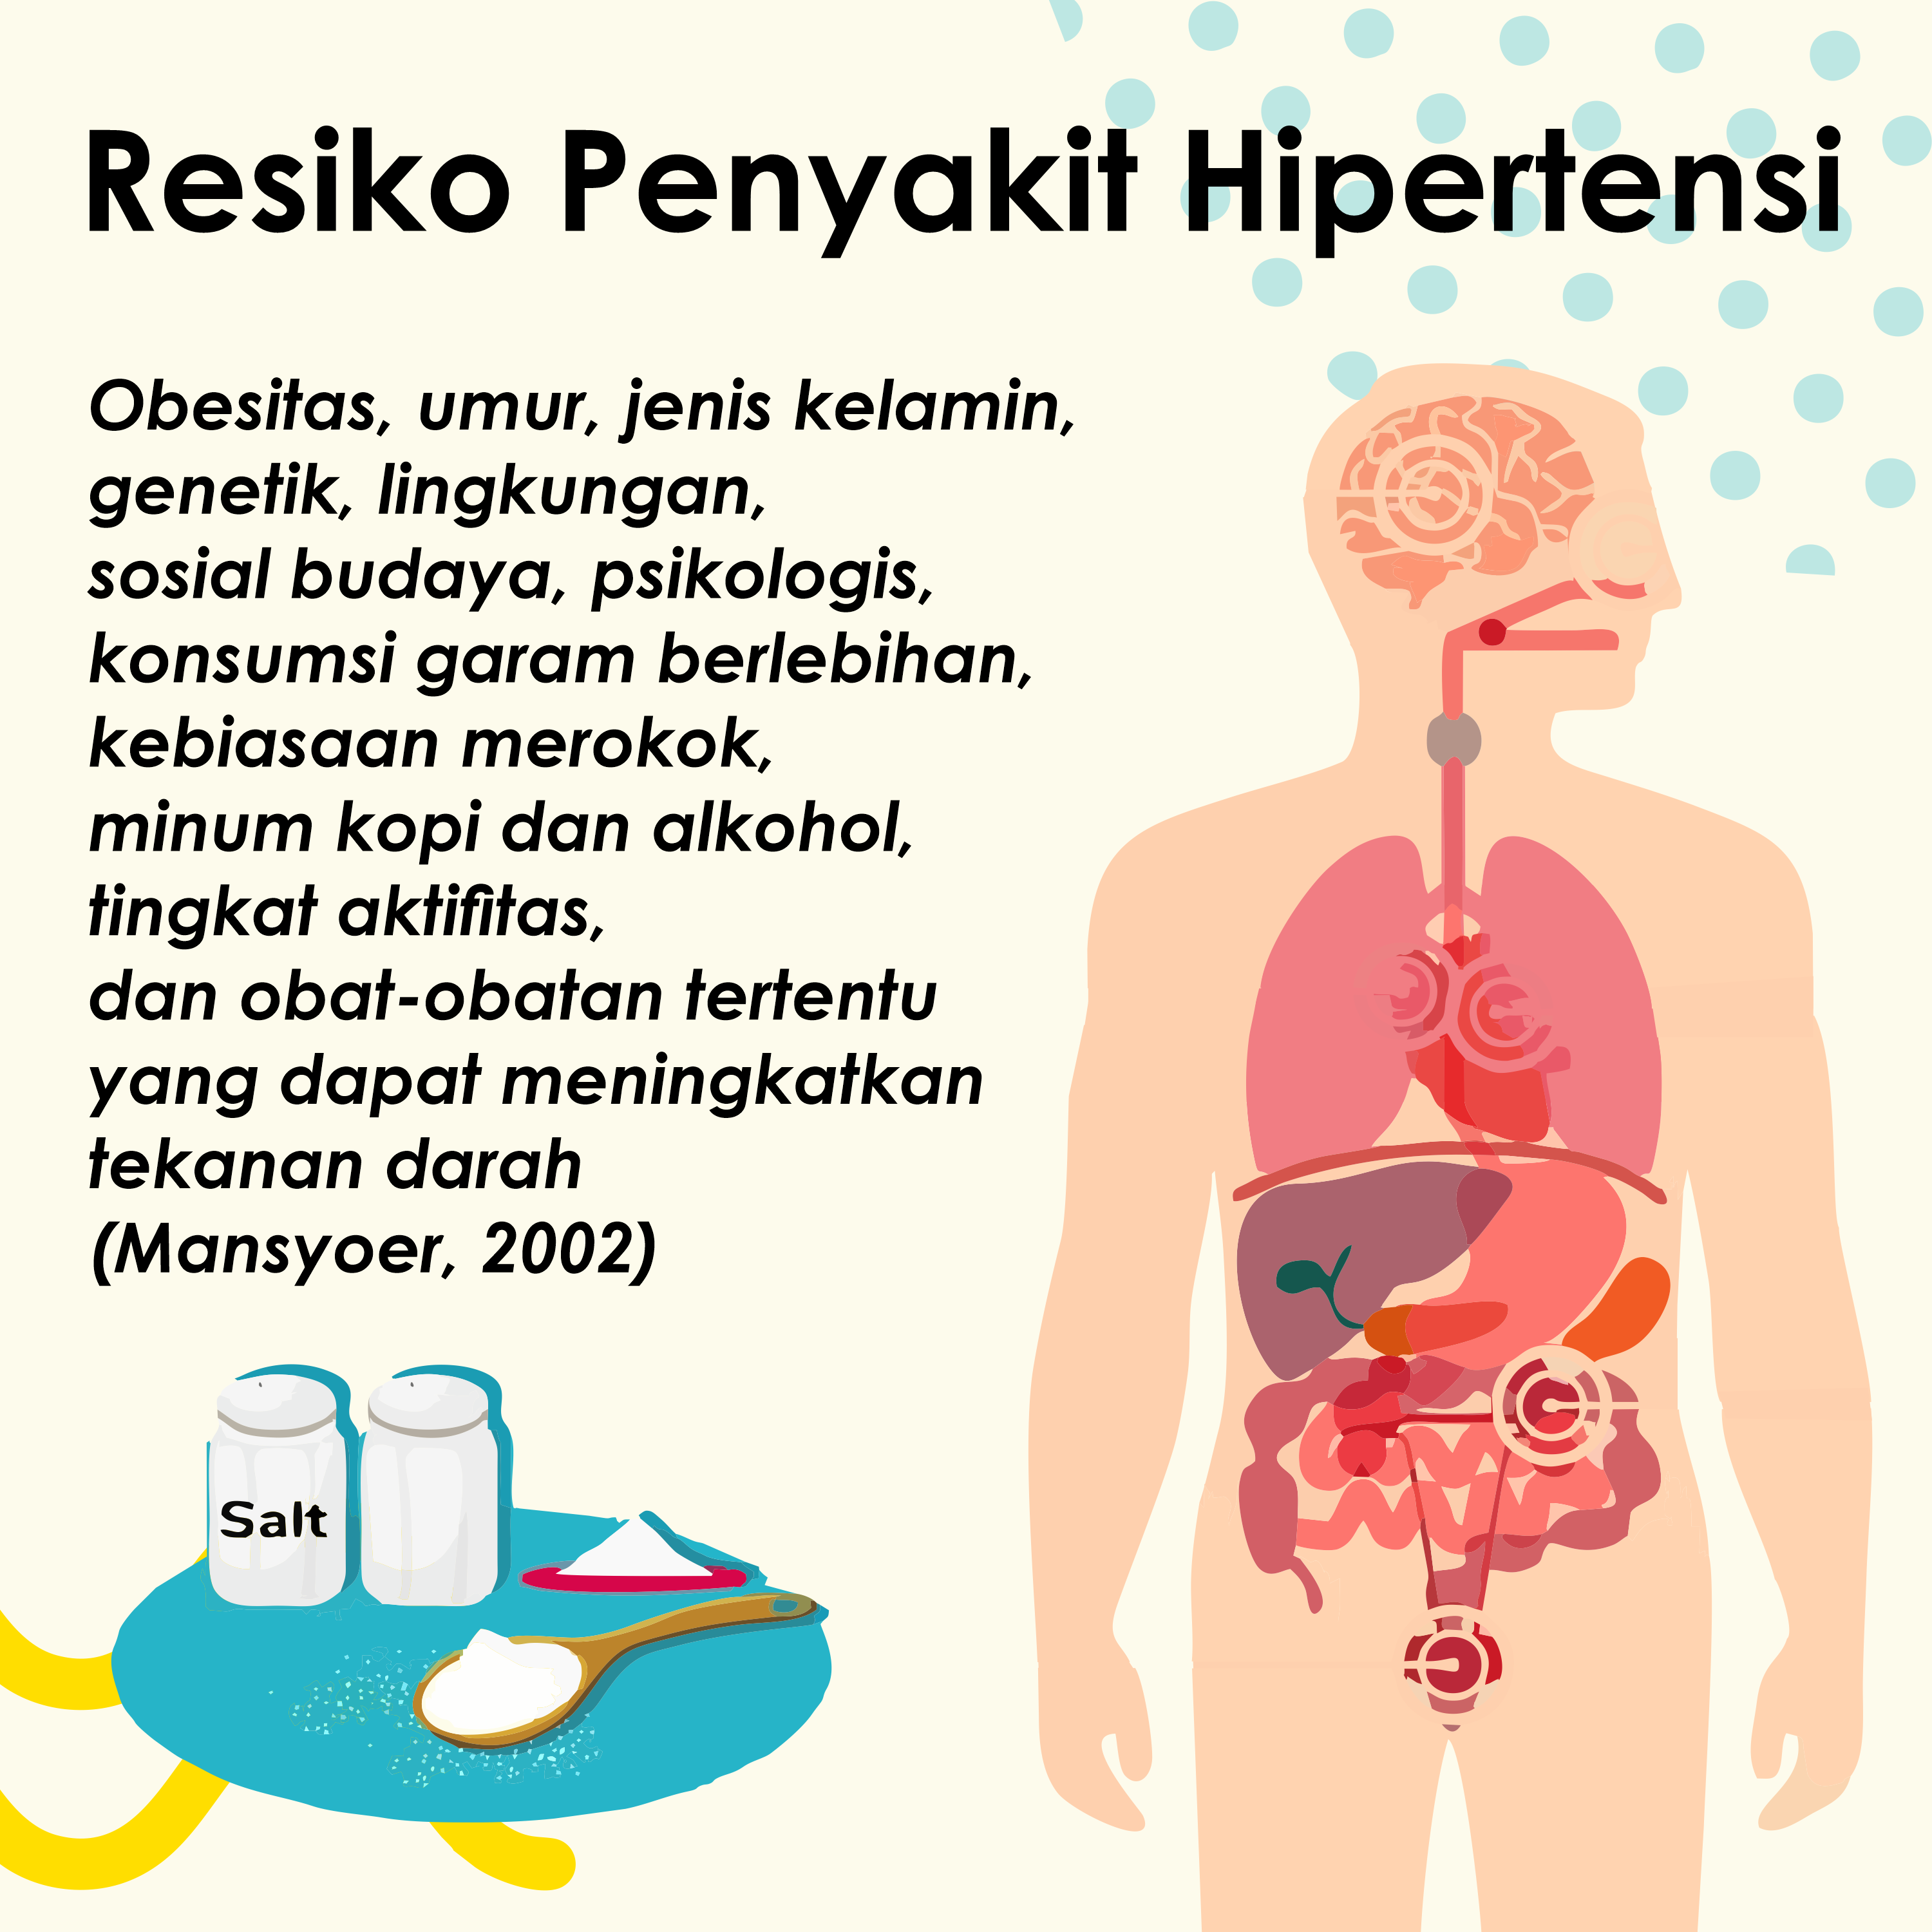 Resiko Penyakit Hipertensi
Obesitas, umur, jenis kelamin,
genetik, lingkungan,
sosial budaya, psikologis,
konsumsi garam berlebihan,
kebiasaan merokok,
minum kopi dan alkohol,
tingkat aktifitas,
dan obat-obatan tertentu
yang dapat meningkatkan
tekanan darah
(Mansyoer, 2002)
Salt